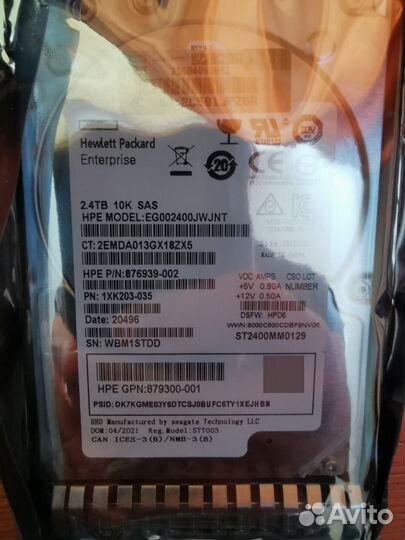 Hewlett Packard
Enterprise
20
2.4TB 10K SAS
HPE MODEL:EG002400JWJNT
CT: 2EMDA013GX18ZX5
HPE P/N:876939-002
PN: 1XK203-035
Date: 20496
SN: WBM1STDD
VDC AMPS CSO LOT
+5V 0.80A NUMBER
+12V 0.50A
DSFW: HPD6
ST2400MM0129
HPE GPN:879300-001
PSID: DK7KGME03Y6DTCSJ0BUFC6TY1XEJHBM
HHD Manufactured by seagate Technology LLC
DOM:04/2021 Reg.Model:STT003
CAN ICES-3(B)/NMB-3(B)
Avito